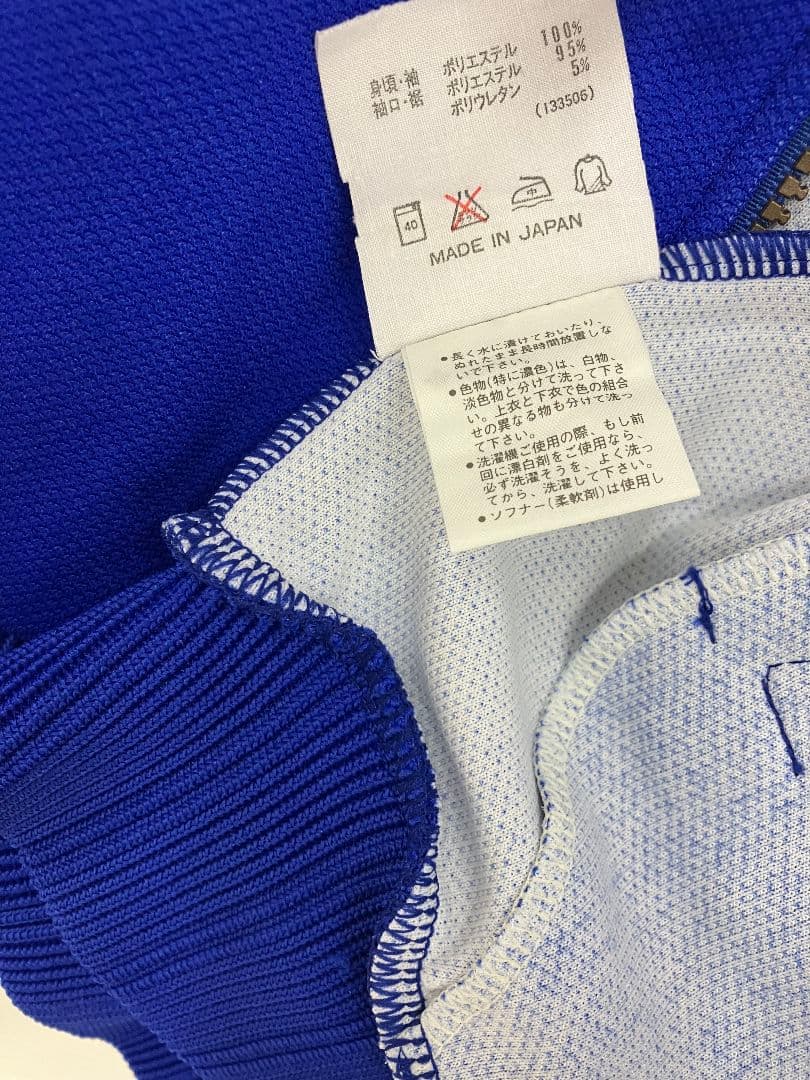 身頃・袖 ポリエステル 100%
袖口・裾 ポリエステル 95%
ポリウレタン 5%
(133506)
40
中
MADE IN JAPAN
●長く水に漬けておいたり、
ぬれたまま長時間放置しな
いで下さい。
●色物(特に濃色)は、白物、
淡色物と分けて洗って下さ
い。上衣と下衣で色の組合
せの異なる物も分けて洗っ
て下さい。
●洗濯機ご使用の際、もし前
回に漂白剤をご使用なら、
必ず洗濯そうを、よく洗っ
てから、洗濯して下さい。
●ソフナー(柔軟剤)は使用し